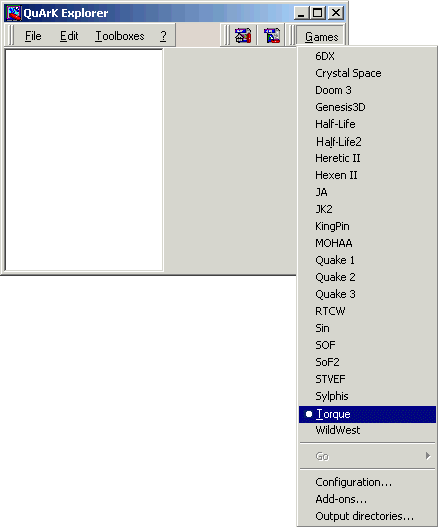 QuArK Explorer
File Edit Toolboxes ? Games
6DX
Crystal Space
Doom 3
Genesis3D
Half-Life
Half-Life2
Heretic II
Hexen II
JA
JK2
KingPin
MOHAA
Quake 1
Quake 2
Quake 3
RTCW
Sin
SOF
SoF2
STVEF
Sylphis
Torque
WildWest
Go
Configuration...
Add-ons...
Output directories...